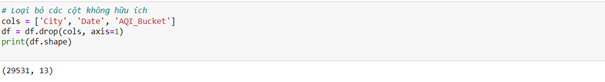 # Loại bỏ các cột không hữu ích
cols = ['City', 'Date', 'AQI_Bucket']
df = df.drop(cols, axis=1)
print(df.shape)
(29531, 13)